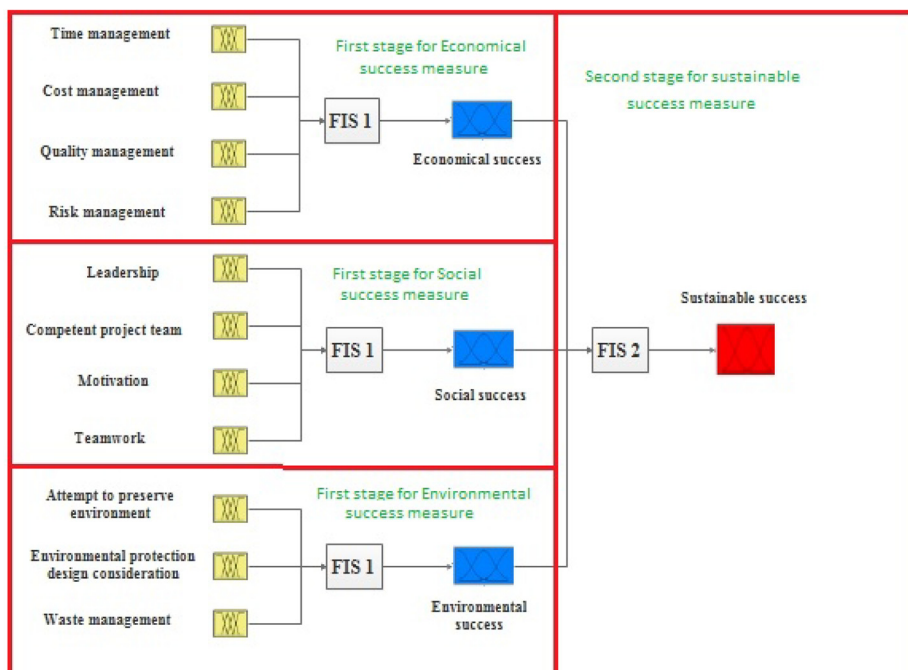 Time management
Cost management
Quality management
Risk management
First stage for Economical
success measure
FIS 1
Economical success
Leadership
Competent project team
Motivation
Teamwork
First stage for Social
success measure
FIS 1
Social success
Attempt to preserve
environment
Environmental protection
design consideration
Waste management
First stage for Environmental
success measure
FIS 1
Environmental
success
Second stage for sustainable
success measure
FIS 2
Sustainable success